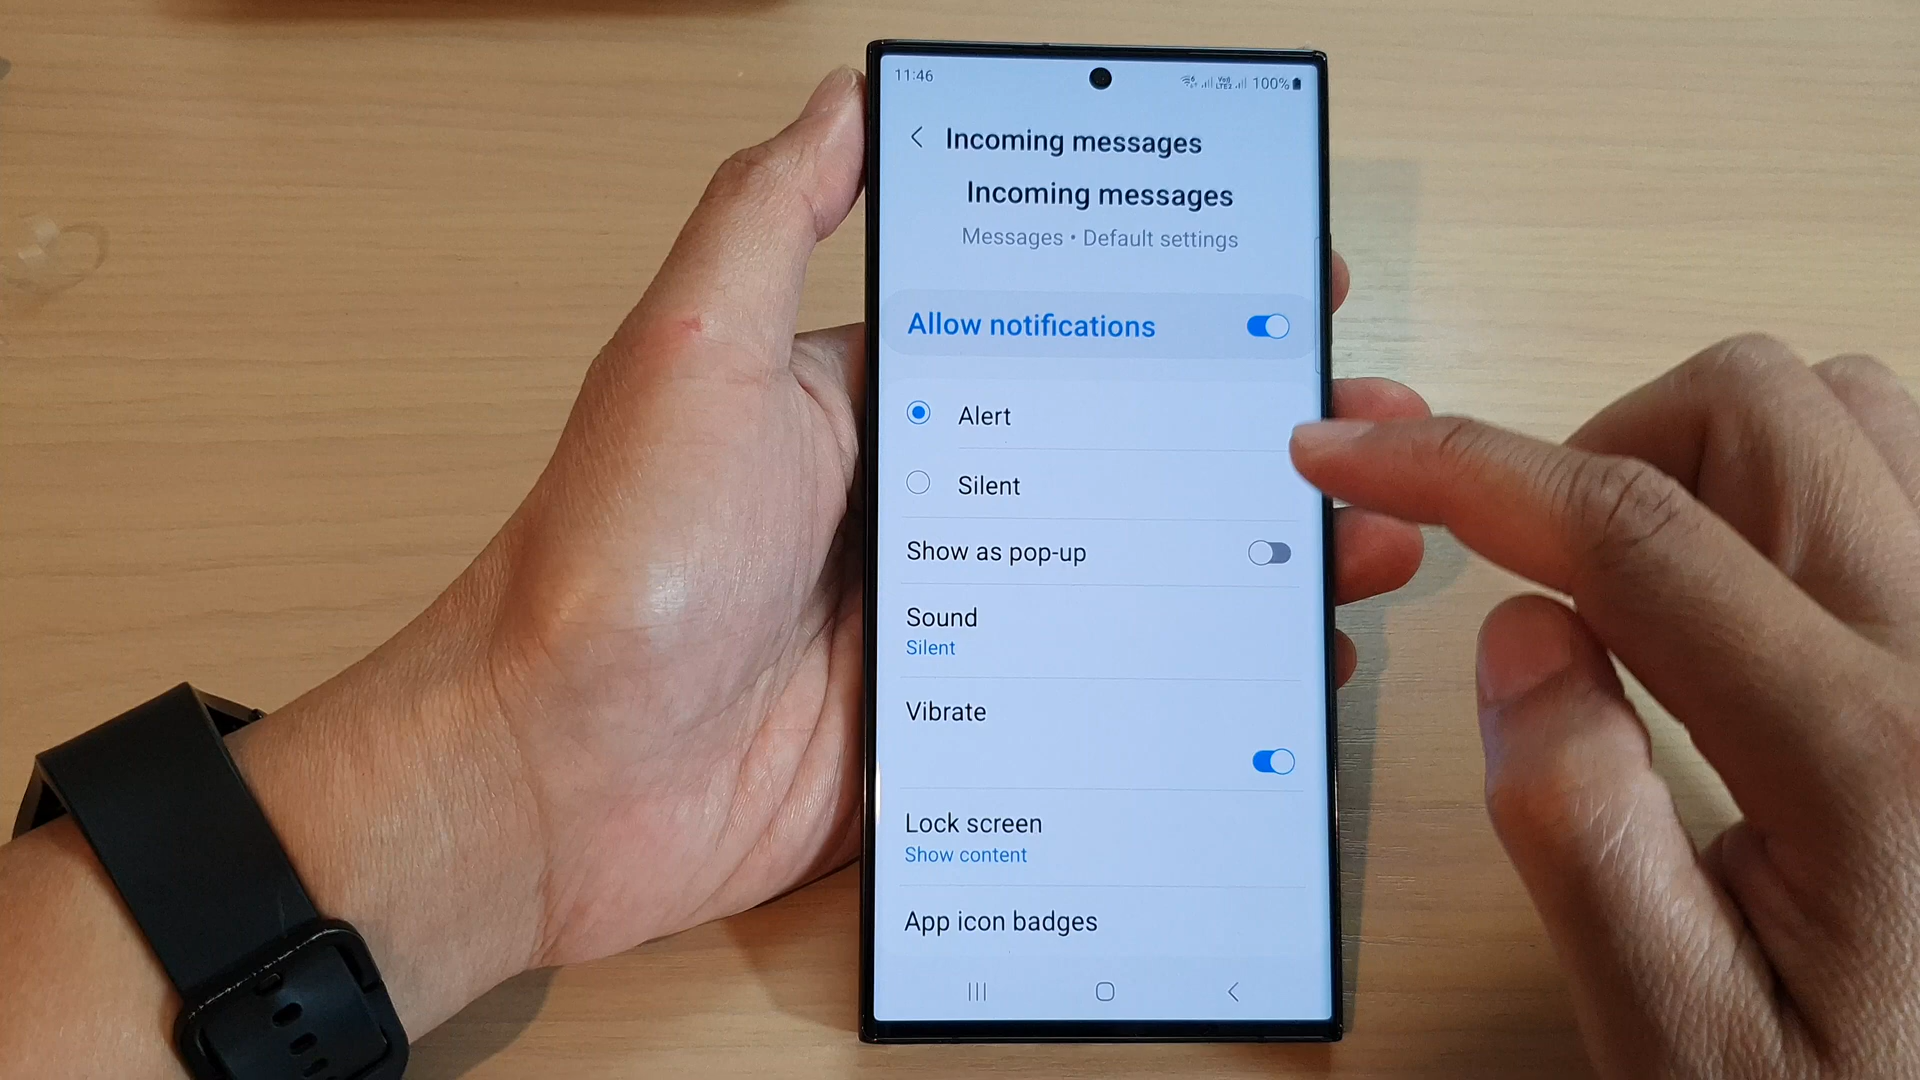 11:46
100%
Incoming messages
Incoming messages
Messages • Default settings
Allow notifications
Alert
Silent
Show as pop-up
Sound
Silent
Vibrate
Lock screen
Show content
App icon badges